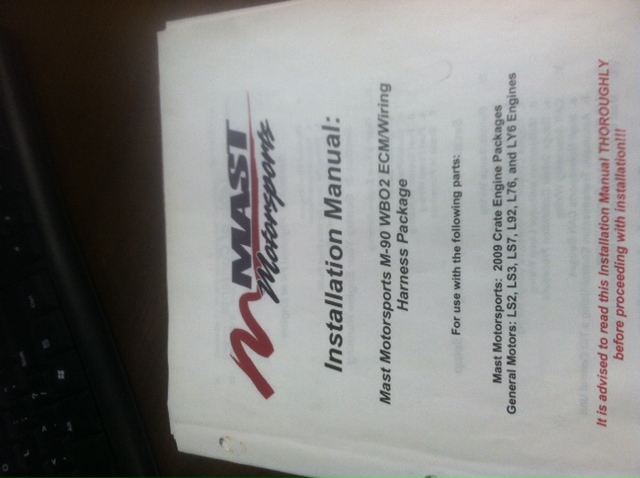 MAST
Motorsports
Installation Manual:
Mast Motorsports M-90 WBO2 ECM/Wiring
Harness Package
For use with the following parts:
Mast Motorsports: 2009 Crate Engine Packages
General Motors: LS2, LS3, LS7, L92, L76, and LY6 Engines
It is advised to read this Installation Manual THOROUGHLY
before proceeding with installation!!!